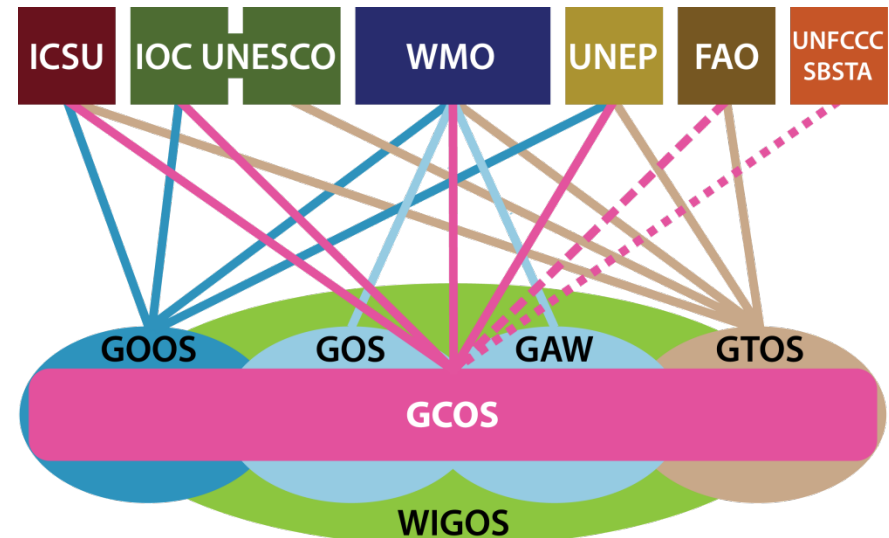 ICSU
IOC UNESCO
WMO
UNEP
FAO
UNFCCC
SBSTA
GOOS
GOS
GAW
GTOS
GCOS
WIGOS